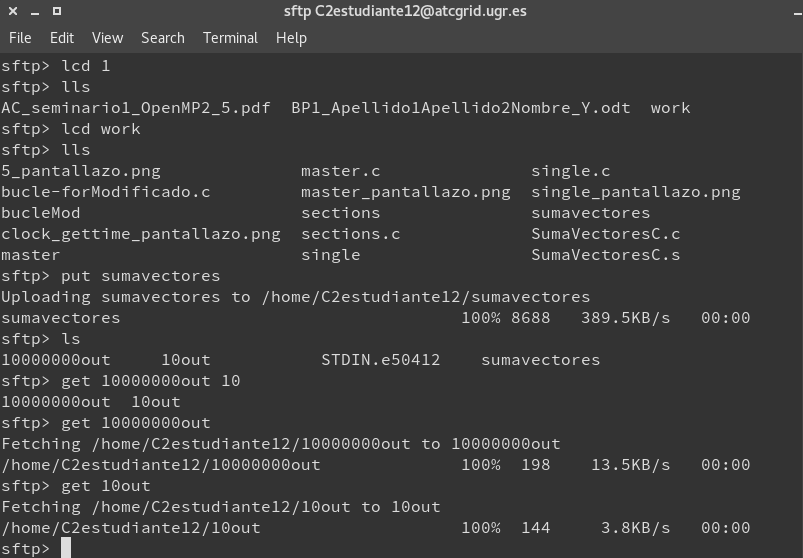 sftp C2estudiante12@atcgrid.ugr.es
File Edit View Search Terminal Help
sftp> lcd 1
sftp> lls
AC_seminario1_OpenMP2_5.pdf  BP1_Apellido1Apellido2Nombre_Y.odt  work
sftp> lcd work
sftp> lls
5_pantallazo.png              master.c               single.c
bucle-forModificado.c         master_pantallazo.png  single_pantallazo.png
bucleMod                      sections               sumavectores
clock_gettime_pantallazo.png  sections.c             SumaVectoresC.c
master                        single                 SumaVectoresC.s
sftp> put sumavectores
Uploading sumavectores to /home/C2estudiante12/sumavectores
sumavectores                                  100% 8688   389.5KB/s   00:00
sftp> ls
10000000out     10out           STDIN.e50412    sumavectores
sftp> get 10000000out 10
10000000out  10out
sftp> get 10000000out
Fetching /home/C2estudiante12/10000000out to 10000000out
/home/C2estudiante12/10000000out              100%  198    13.5KB/s   00:00
sftp> get 10out
Fetching /home/C2estudiante12/10out to 10out
/home/C2estudiante12/10out                    100%  144     3.8KB/s   00:00
sftp>